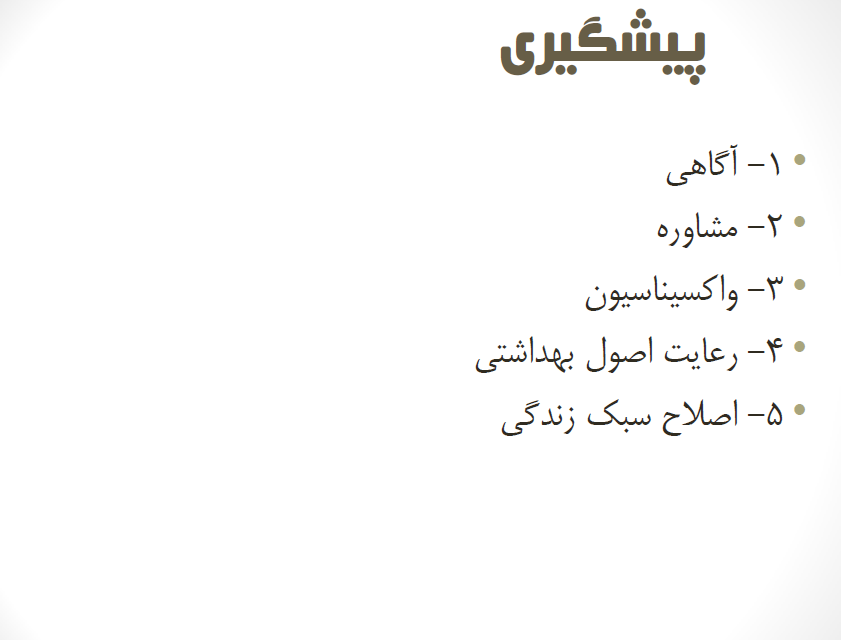 پیشگیری
• ۱- آگاهی
• ۲- مشاوره
• ۳- واکسیناسیون
• ۴- رعایت اصول بهداشتی
• ۵- اصلاح سبک زندگی